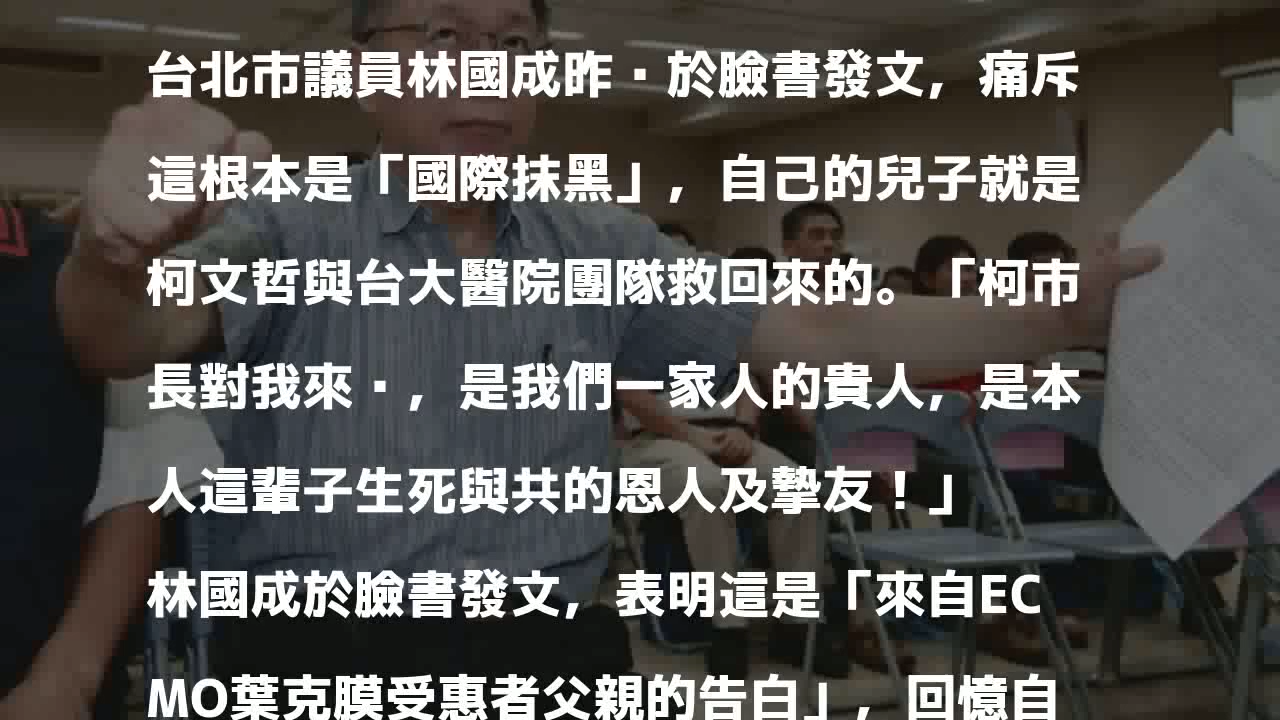 台北市議員林國成昨▪於臉書發文，痛斥
這根本是「國際抹黑」，自己的兒子就是
柯文哲與台大醫院團隊救回來的。「柯市
長對我來▪，是我們一家人的貴人，是本
人這輩子生死與共的恩人及摯友！」
林國成於臉書發文，表明這是「來自EC
MO葉克膜受惠者父親的告白」，回憶自